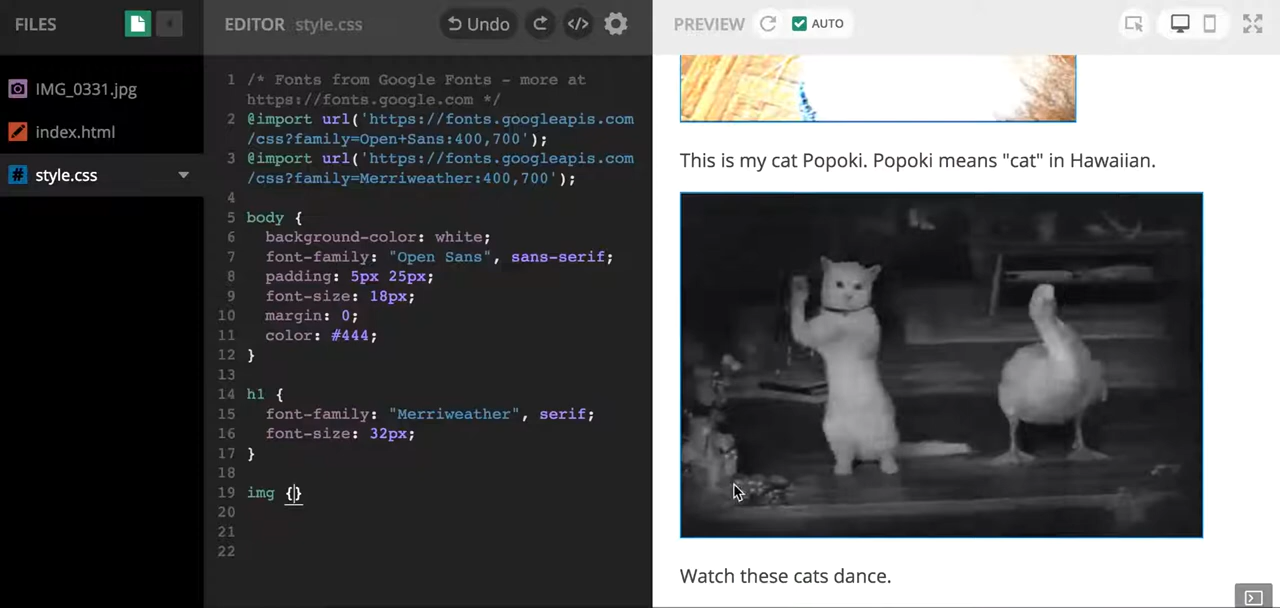 FILES
EDITOR style.css
Undo
PREVIEW
AUTO
IMG_0331.jpg
index.html
style.css
1 /* Fonts from Google Fonts - more at
https://fonts.google.com */
2 @import url('https://fonts.googleapis.com
/css?family=Open+Sans:400,700');
3 @import url('https://fonts.googleapis.com
/css?family=Merriweather:400,700');
4
5 body {
6 background-color: white;
7 font-family: "Open Sans", sans-serif;
8 padding: 5px 25px;
9 font-size: 18px;
10 margin: 0;
11 color: #444;
12 }
13
14 h1 {
15 font-family: "Merriweather", serif;
16 font-size: 32px;
17 }
18
19 img {}
20
21
22
This is my cat Popoki. Popoki means "cat" in Hawaiian.
Watch these cats dance.